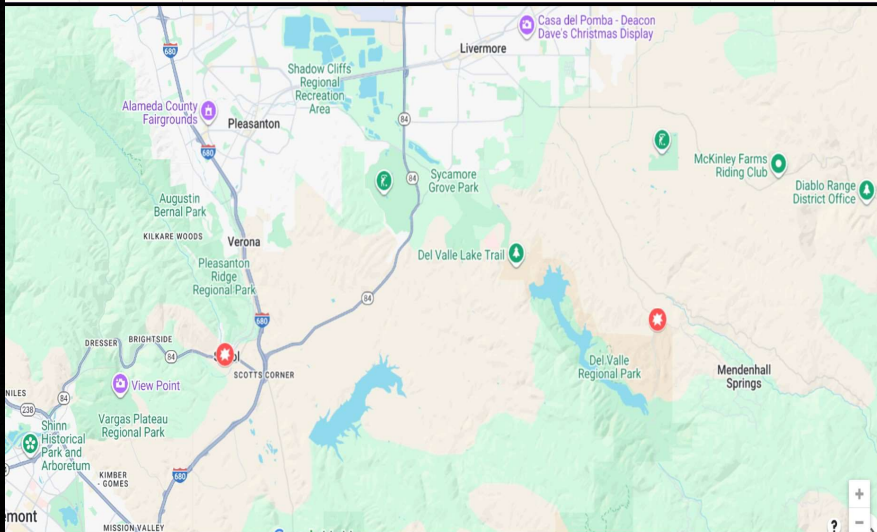 Casa del Pomba - Deacon
Dave's Christmas Display
680
Livermore
Shadow Cliffs
Regional
Recreation
Area
Alameda County
Fairgrounds
Pleasanton
84
680
McKinley Farms
Riding Club
Sycamore
Grove Park
84
Diablo Range
District Office
Augustin
Bernal Park
KILKARE WOODS
Verona
Del Valle Lake Trail
Pleasanton
Ridge
Regional Park
84
680
DRESSER
BRIGHTSIDE
84
SCOTTS CORNER
Del Valle
Regional Park
Mendenhall
Springs
View Point
NILES
84
238
Vargas Plateau
Regional Park
Shinn
Historical
Park and
Arboretum
KIMBER
- GOMES
680
+
emont
MISSION VALLEY
?
−